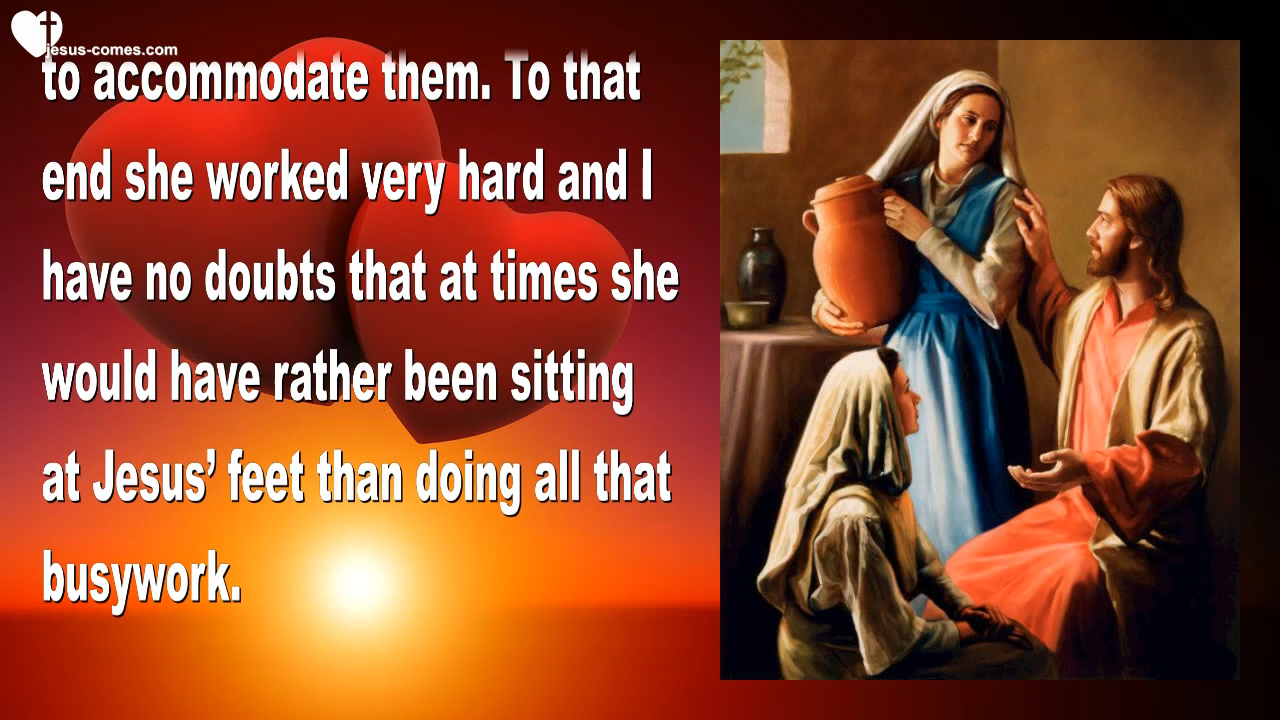 jesus-comes.com
to accommodate them. To that
end she worked very hard and I
have no doubts that at times she
would have rather been sitting
at Jesus’ feet than doing all that
busywork.